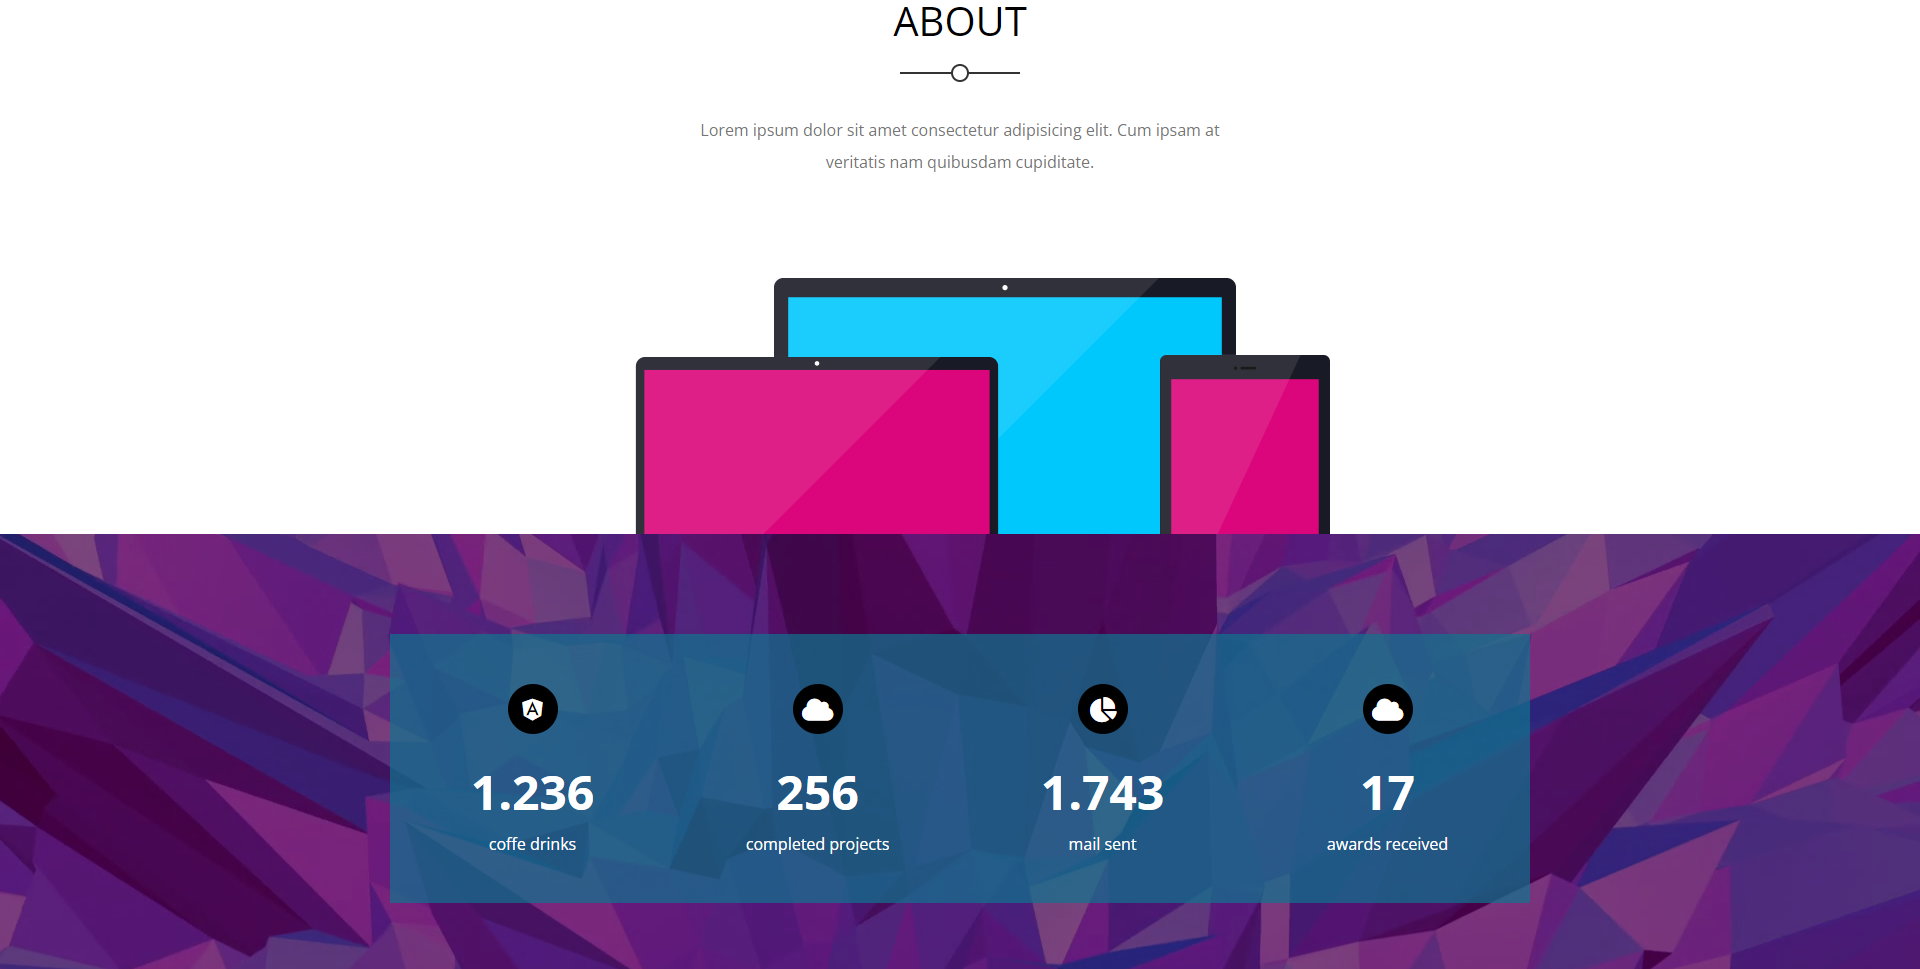 ABOUT
Lorem ipsum dolor sit amet consectetur adipisicing elit. Cum ipsam at
veritatis nam quibusdam cupiditate.
1.236
coffe drinks
256
completed projects
1.743
mail sent
17
awards received